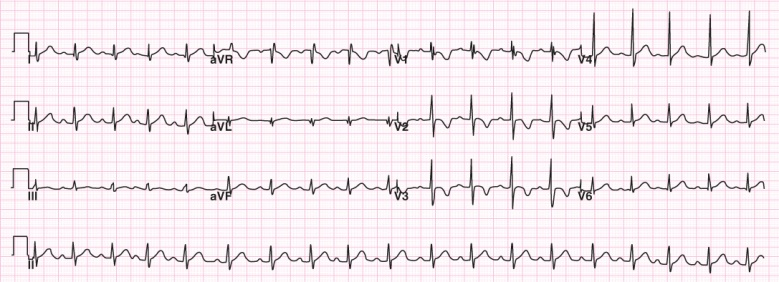 I aVR V1 V4
II aVL V2 V5
III aVF V3 V6
II